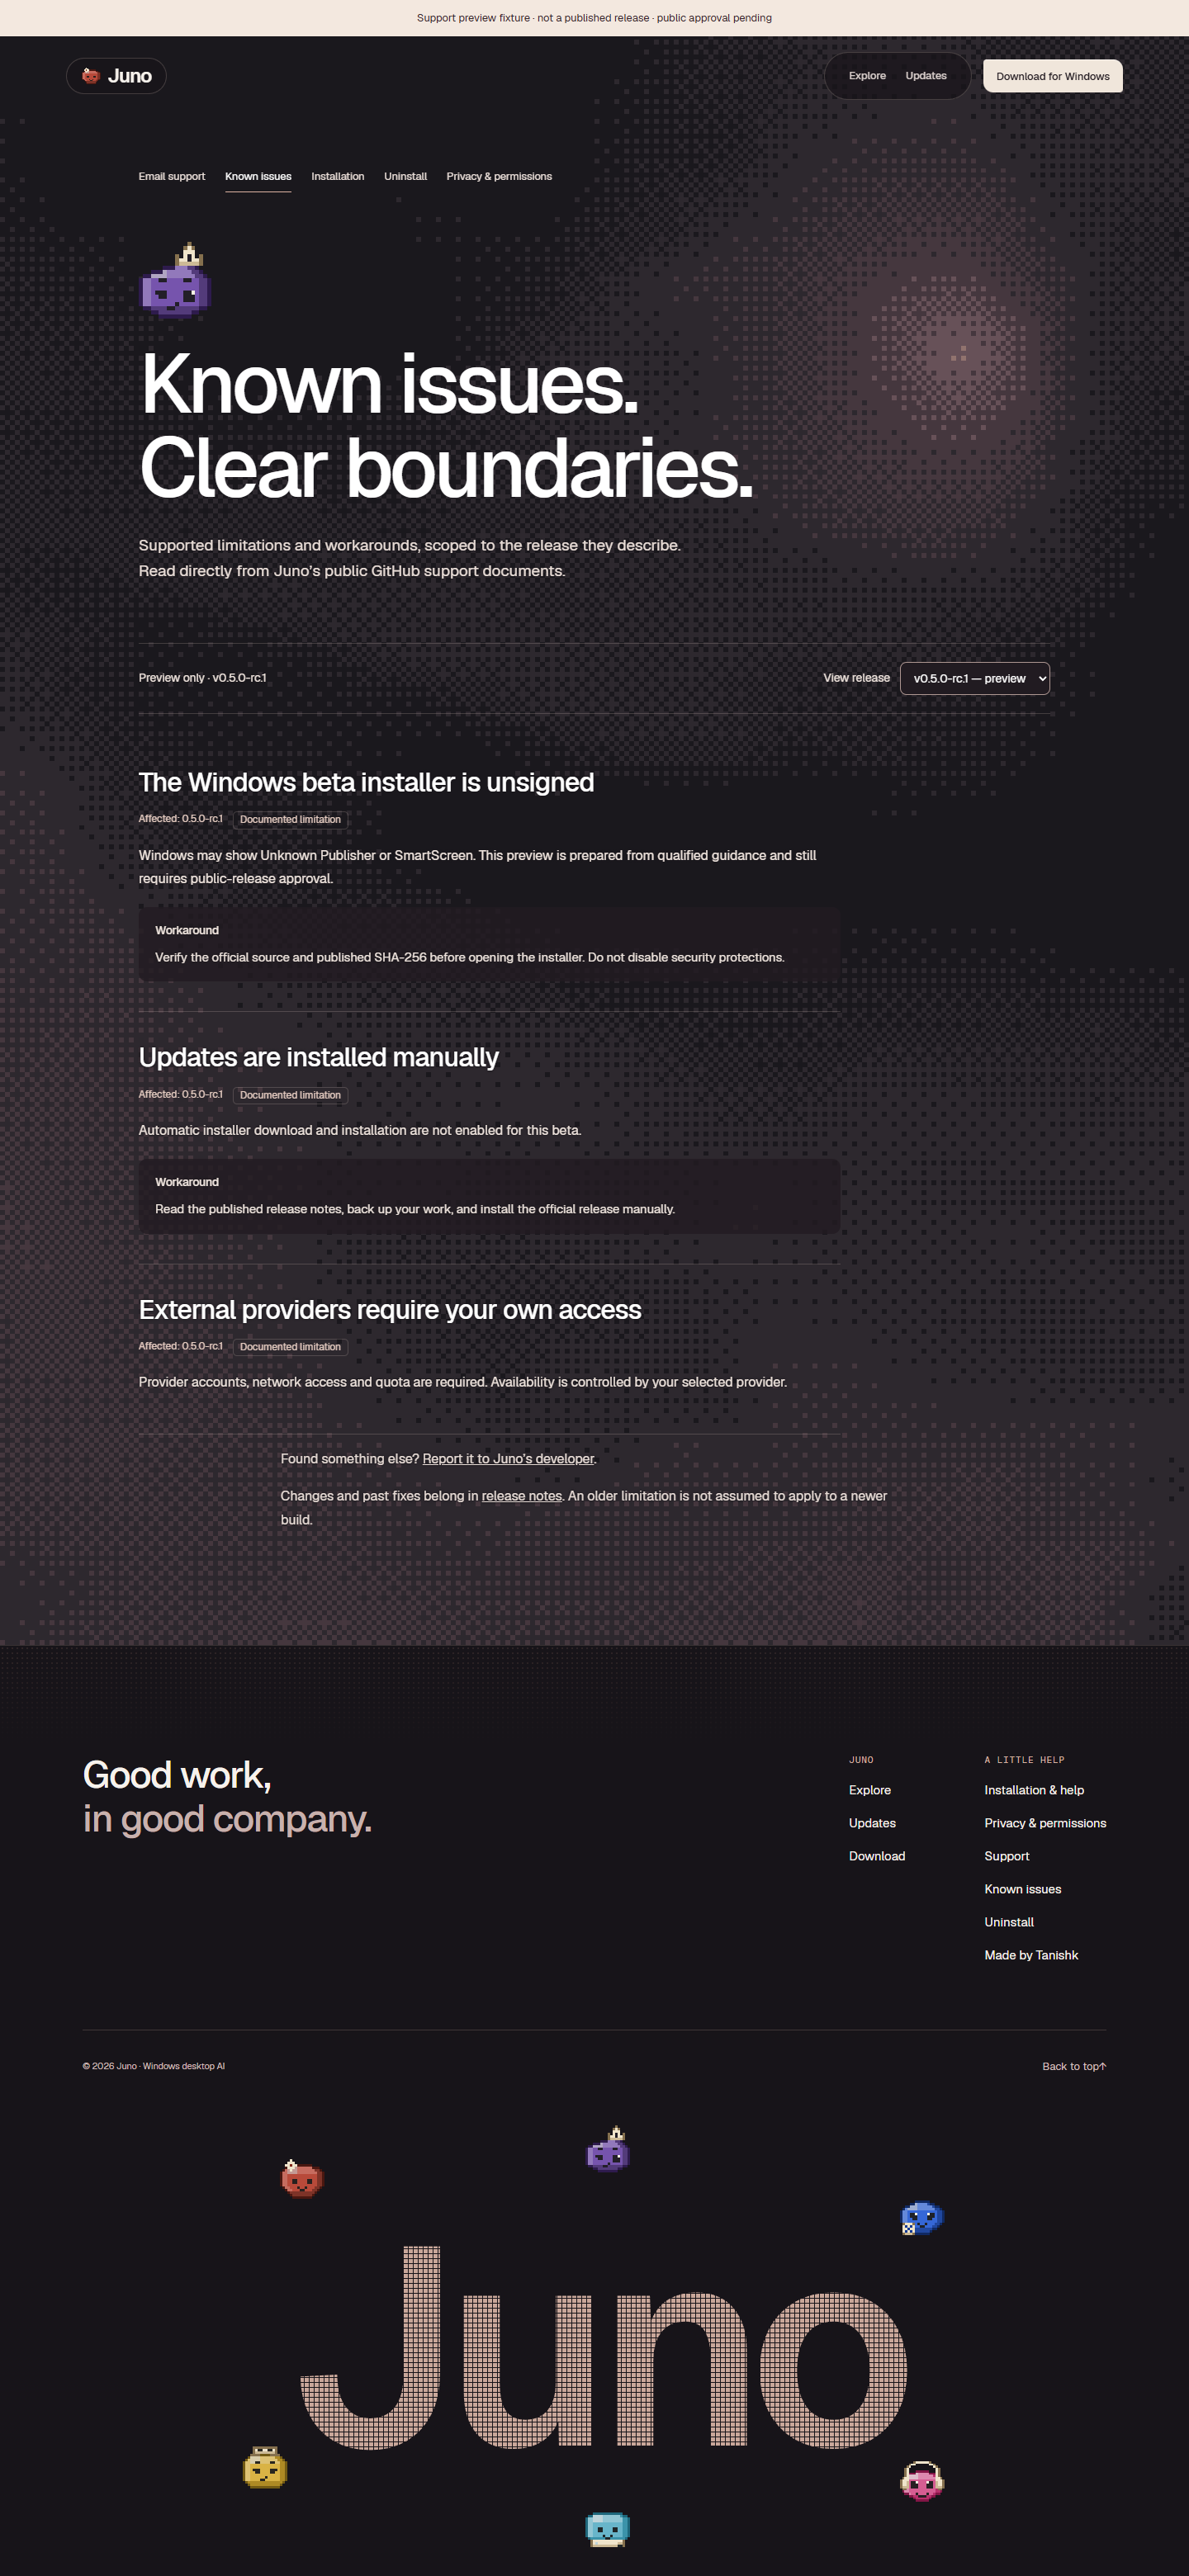 Support preview fixture · not a published release · public approval pending
Juno
Explore Updates Download for Windows
Email support Known issues Installation Uninstall Privacy & permissions
Known issues.
Clear boundaries.
Supported limitations and workarounds, scoped to the release they describe.
Read directly from Juno’s public GitHub support documents.
Preview only · v0.5.0-rc.1 View release v0.5.0-rc.1 — preview
The Windows beta installer is unsigned
Affected: 0.5.0-rc.1 Documented limitation
Windows may show Unknown Publisher or SmartScreen. This preview is prepared from qualified guidance and still
requires public-release approval.
Workaround
Verify the official source and published SHA-256 before opening the installer. Do not disable security protections.
Updates are installed manually
Affected: 0.5.0-rc.1 Documented limitation
Automatic installer download and installation are not enabled for this beta.
Workaround
Read the published release notes, back up your work, and install the official release manually.
External providers require your own access
Affected: 0.5.0-rc.1 Documented limitation
Provider accounts, network access and quota are required. Availability is controlled by your selected provider.
Found something else? Report it to Juno’s developer.
Changes and past fixes belong in release notes. An older limitation is not assumed to apply to a newer
build.
Good work,
in good company.
JUNO
Explore
Updates
Download
A LITTLE HELP
Installation & help
Privacy & permissions
Support
Known issues
Uninstall
Made by Tanishk
© 2026 Juno · Windows desktop AI
Back to top↑
Juno